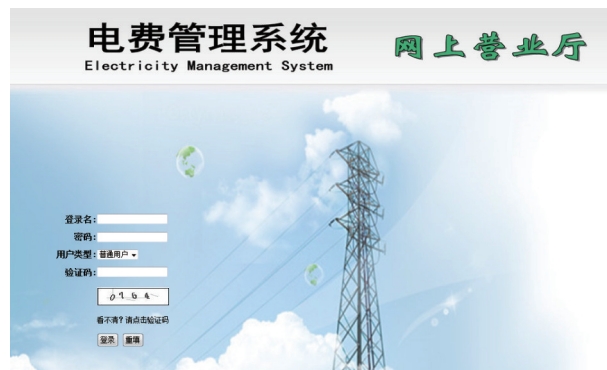 电费管理系统
Electricity Management System
网上营业厅
登录名:
密码:
用户类型: 普通用户
验证码:
看不清？请点击验证码
登录 重填